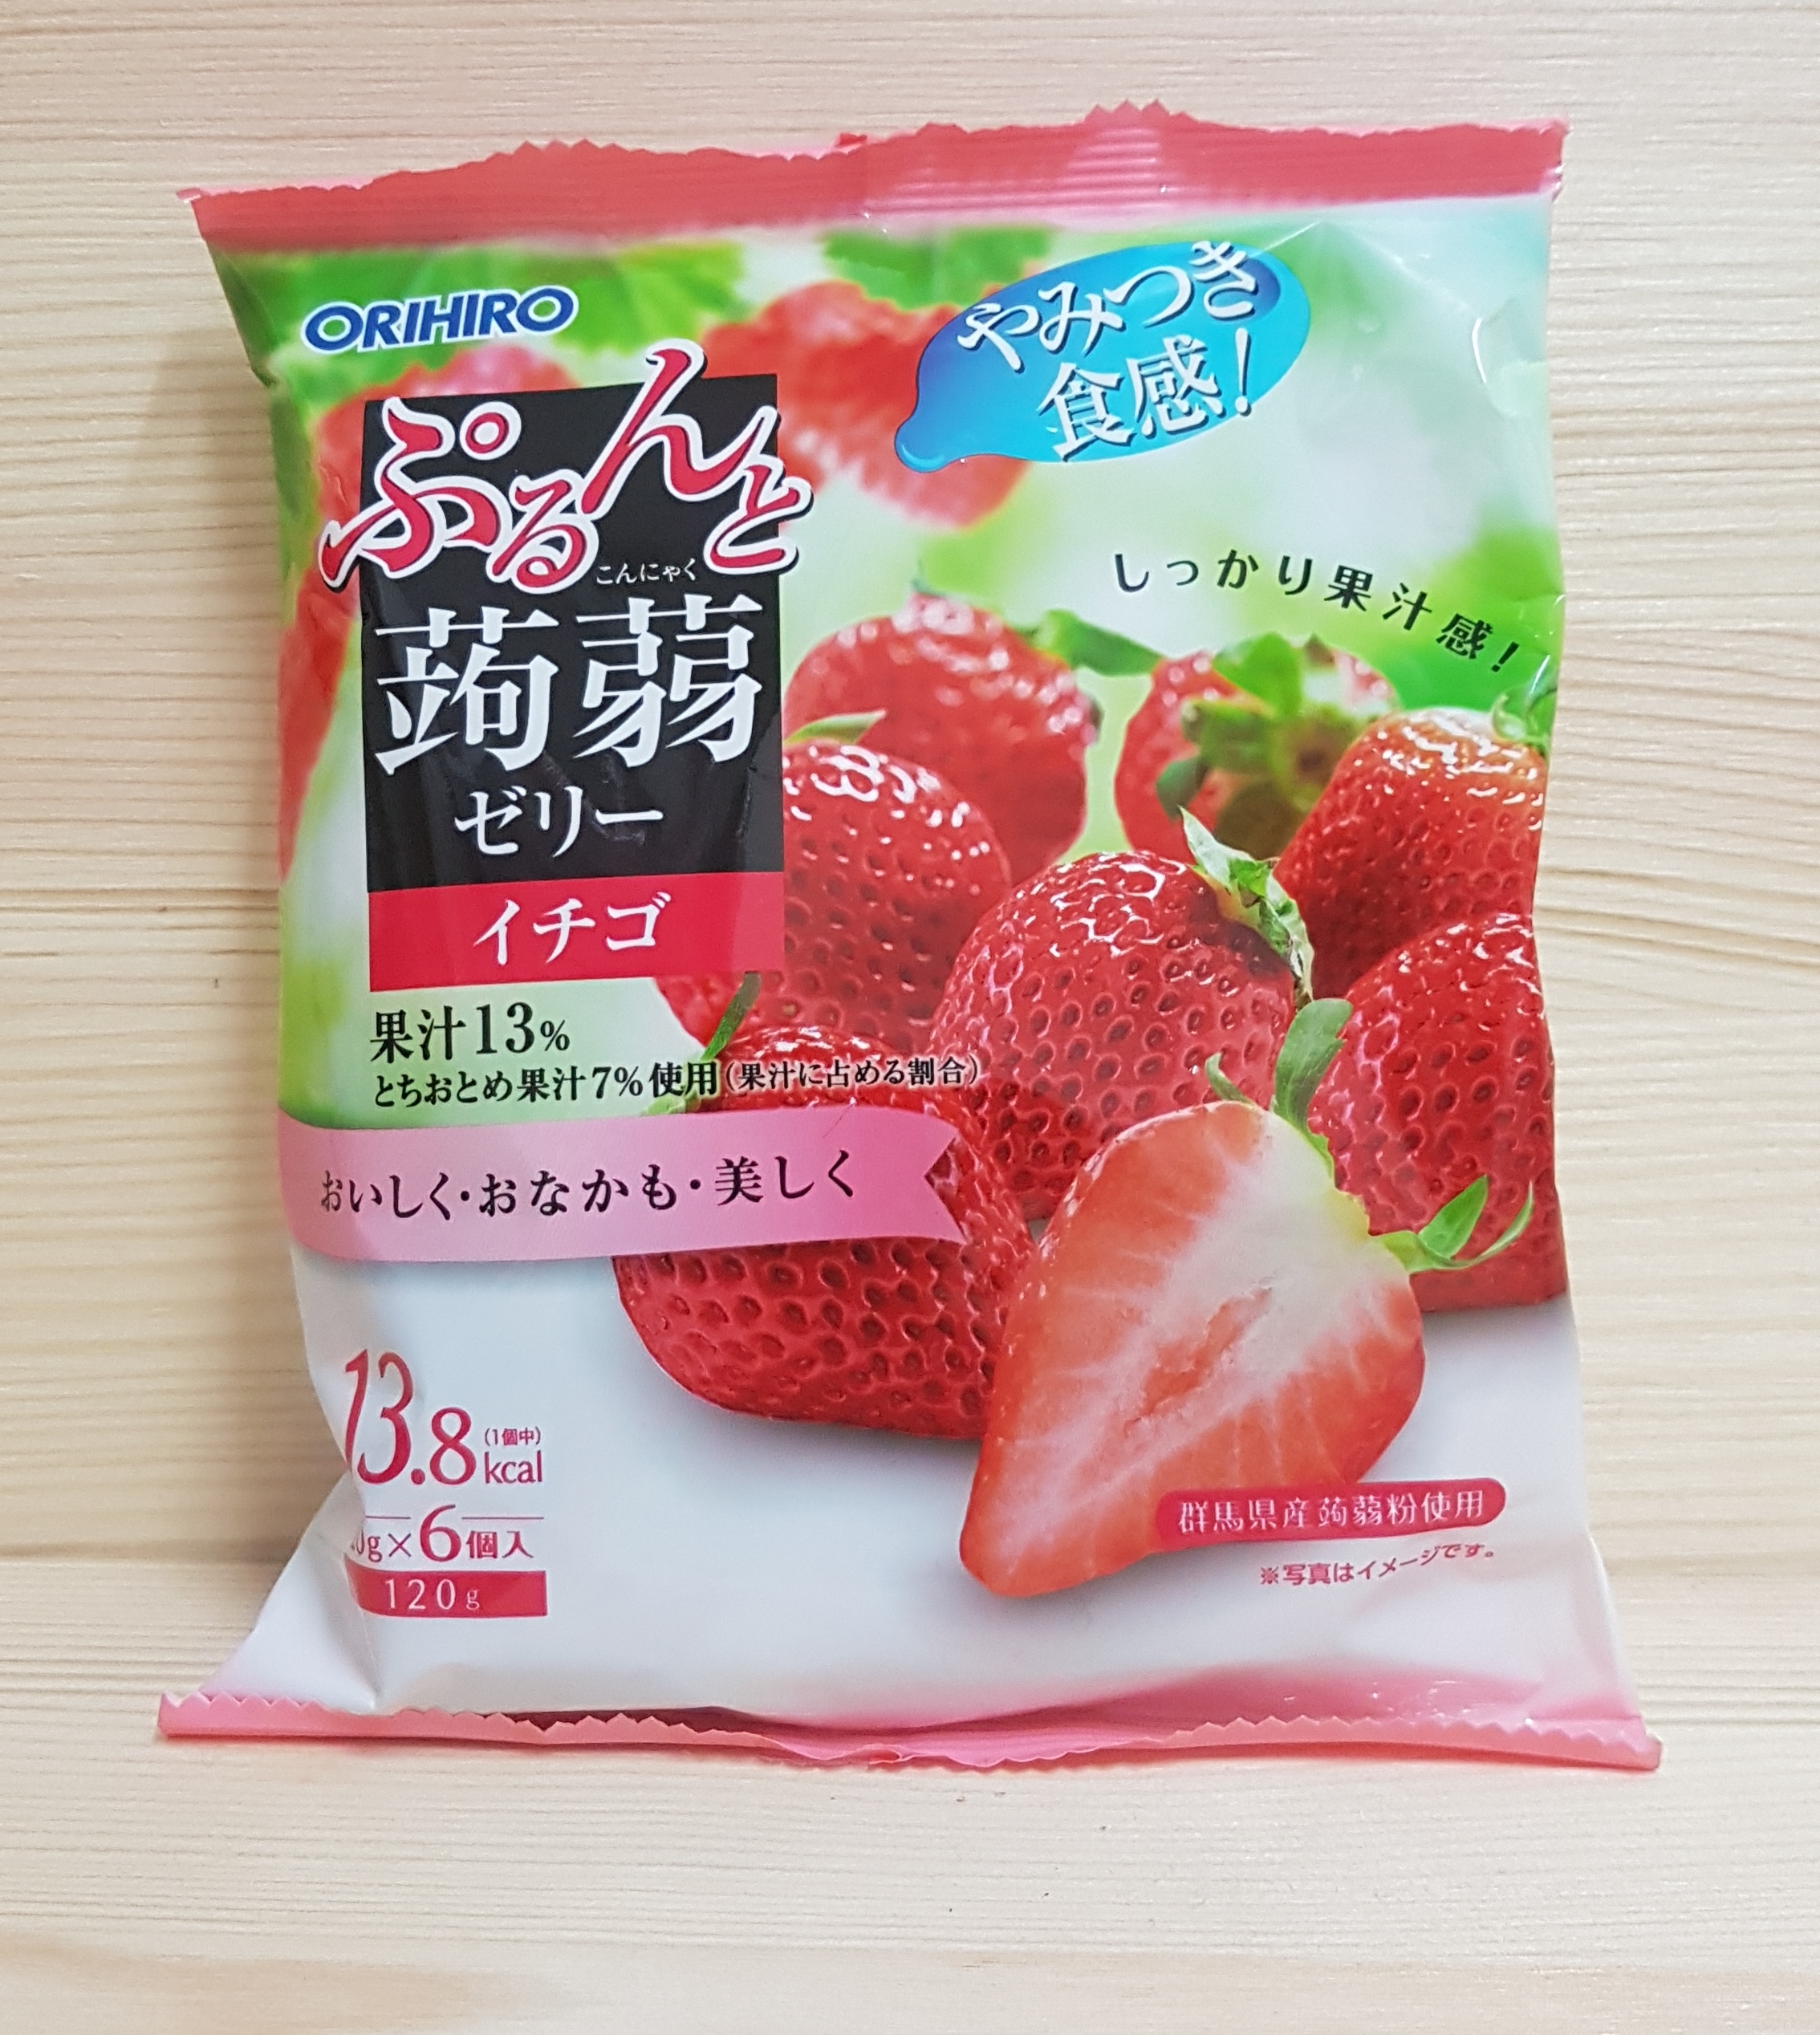 ORIHIRO
やみつき
食感!
ぷるんと
こんにゃく
蒟蒻
ゼリー
イチゴ
しっかり果汁感!
果汁13%
とちおとめ果汁7%使用(果汁に占める割合)
おいしく・おなかも・美しく
13.8(1個中)kcal
0g×6個入
120g
群馬県産蒟蒻粉使用
※写真はイメージです。